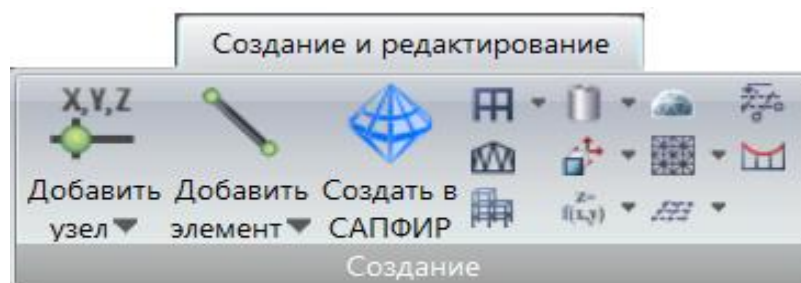 Создание и редактирование
X,Y,Z
Добавить узел
Добавить элемент
Создать в САПФИР
z=
f(x,y)
Создание